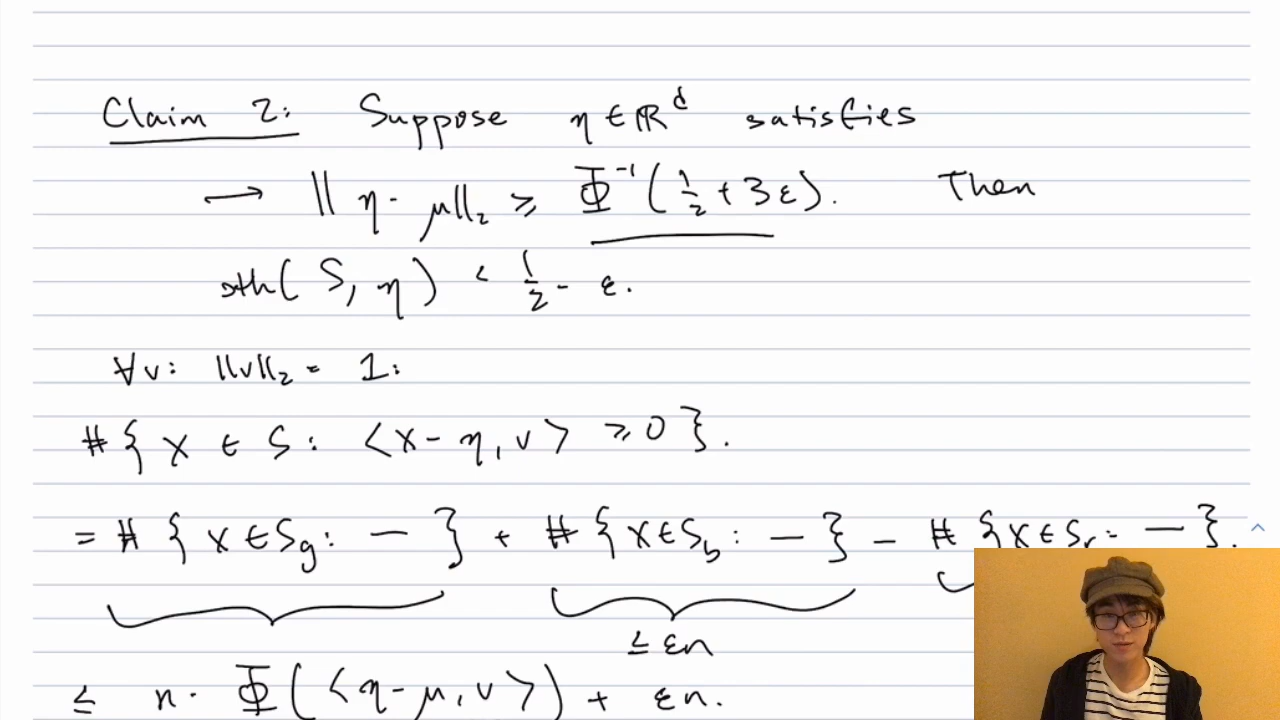 Claim 2: Suppose η ∈ ℝ^d satisfies
→ ||η - μ||₂ ≥ Φ⁻¹(1/2 + 3ε). Then
dth(S, η) < 1/2 - ε.
∀v: ||v||₂ = 1:
#{X ∈ S: <X - η, v> ≥ 0}.
= #{X ∈ S_g: —} + #{X ∈ S_b: —} - #{X ∈ S_r: —}.
≤ εn
≤ n · Φ(<η - μ, v>) + εn.